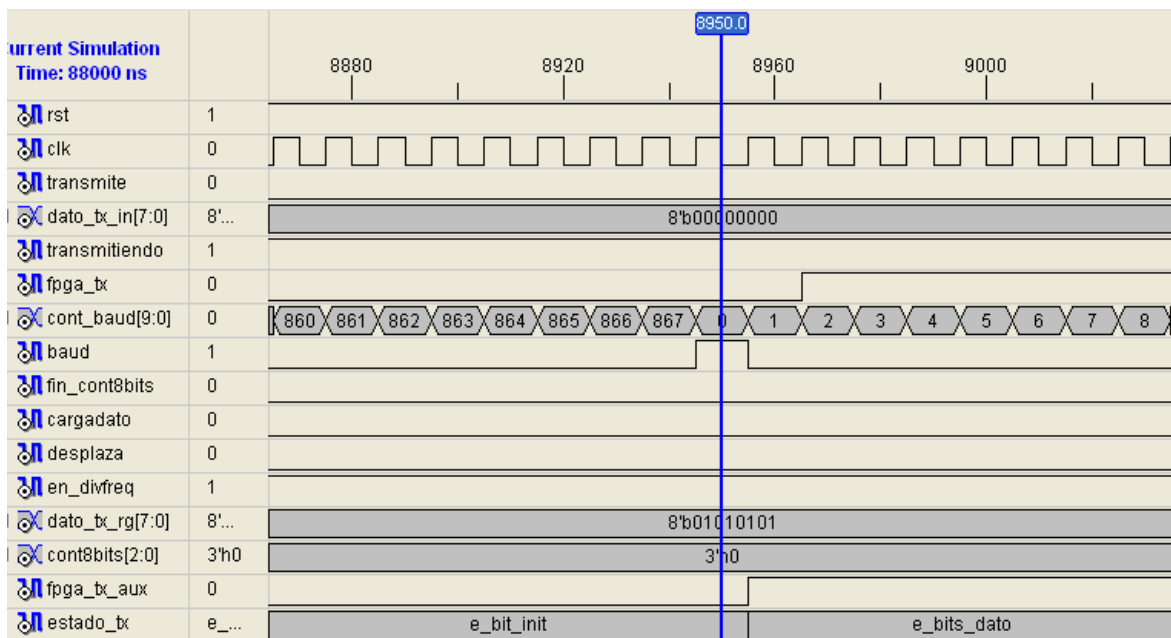 8950.0
urrent Simulation
Time: 88000 ns
8880 8920 8960 9000
rst 1
clk 0
transmite 0
dato_tx_in[7:0] 8'... 8'b00000000
transmitiendo 1
fpga_tx 0
cont_baud[9:0] 0 860 861 862 863 864 865 866 867 0 1 2 3 4 5 6 7 8
baud 1
fin_cont8bits 0
cargadato 0
desplaza 0
en_divfreq 1
dato_tx_rg[7:0] 8'... 8'b01010101
cont8bits[2:0] 3'h0 3'h0
fpga_tx_aux 0
estado_tx e_... e_bit_init e_bits_dato